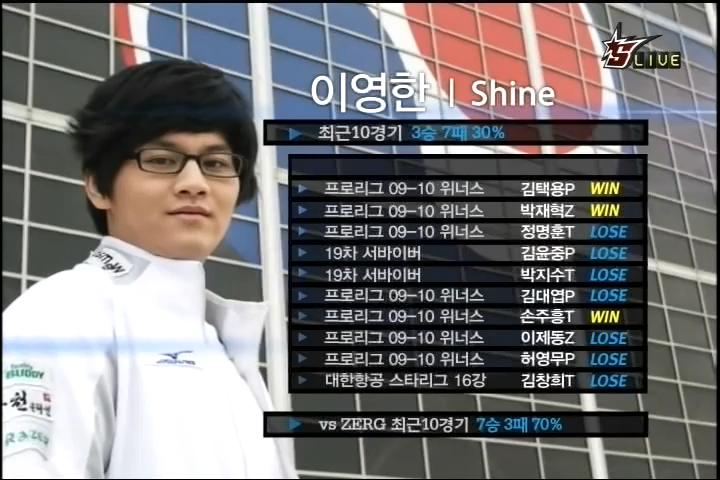 S LIVE
이영한 | Shine
최근10경기 3승 7패 30%
프로리그 09-10 위너스 김택용P WIN
프로리그 09-10 위너스 박재혁Z WIN
프로리그 09-10 위너스 정명훈T LOSE
19차 서바이버 김윤중P LOSE
19차 서바이버 박지수T LOSE
프로리그 09-10 위너스 김대엽P LOSE
프로리그 09-10 위너스 손주흥T WIN
프로리그 09-10 위너스 이제동Z LOSE
프로리그 09-10 위너스 허영무P LOSE
대한항공 스타리그 16강 김창희T LOSE
vs ZERG 최근10경기 7승 3패 70%
BUDDY
RAZER